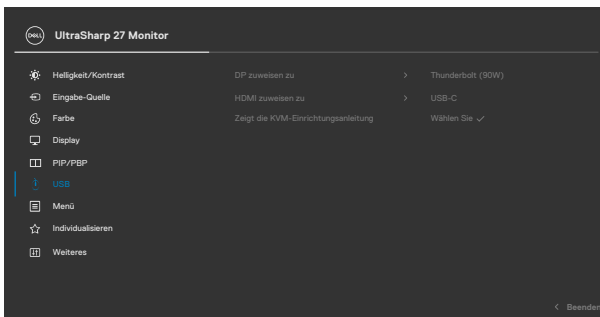 DELL UltraSharp 27 Monitor
Helligkeit/Kontrast DP zuweisen zu > Thunderbolt (90W)
Eingabe-Quelle HDMI zuweisen zu > USB-C
Farbe Zeigt die KVM-Einrichtungsanleitung Wählen Sie ✓
Display
PIP/PBP
USB
Menü
Individualisieren
Weiteres
< Beenden